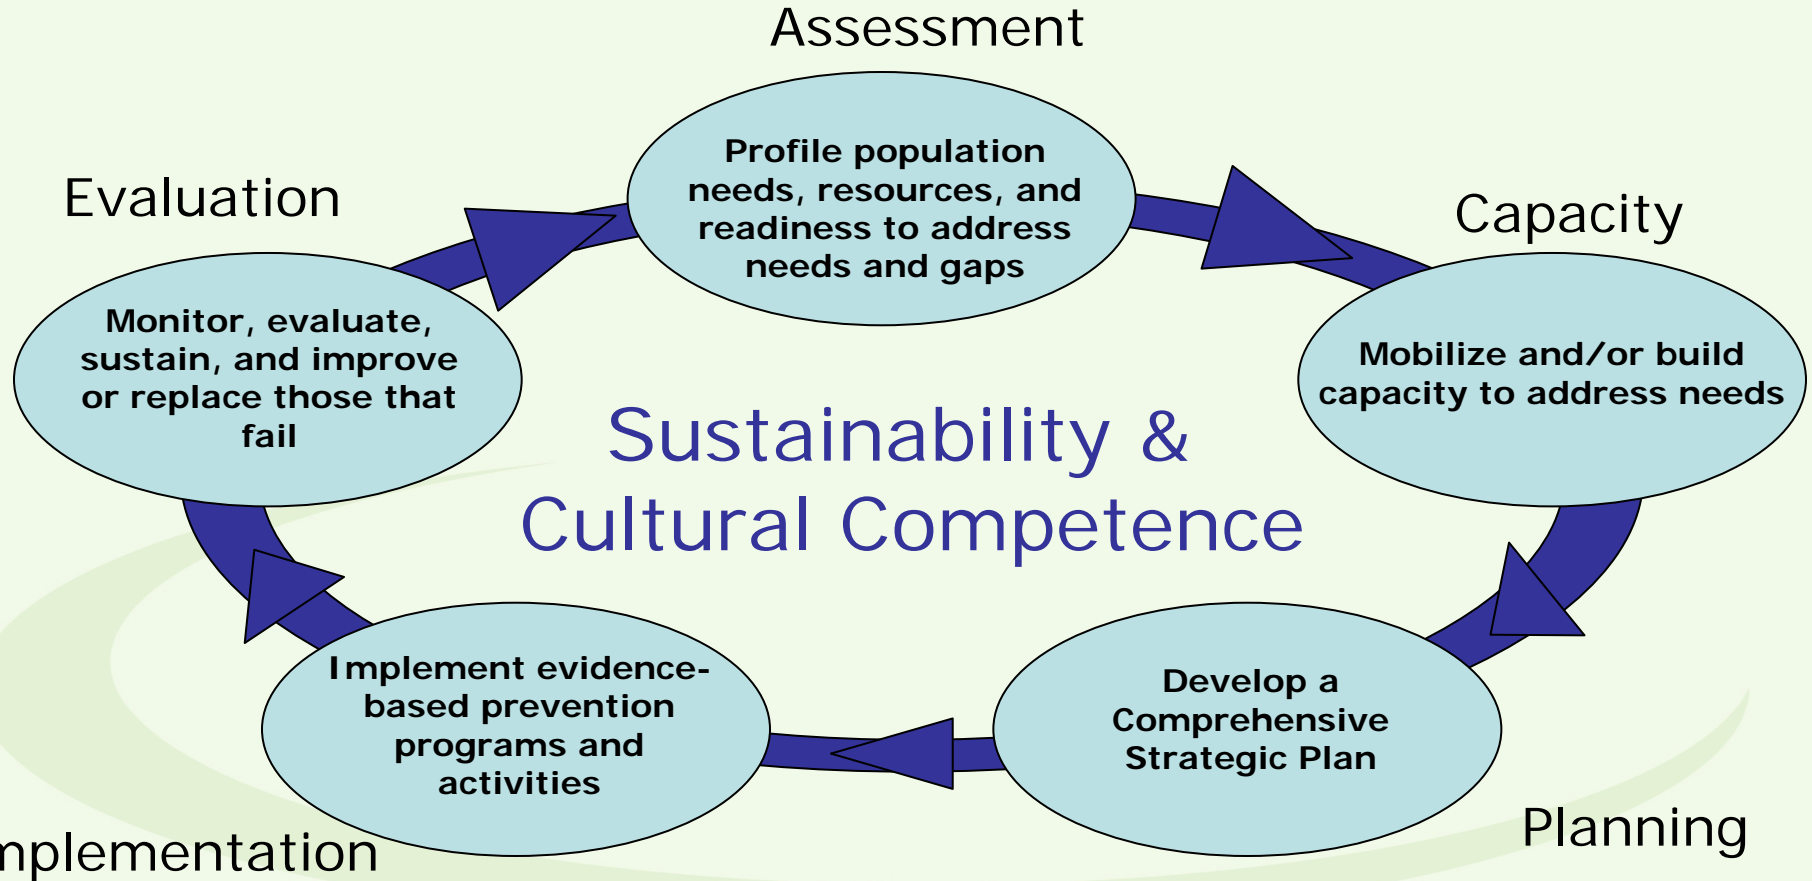 Assessment
Profile population
needs, resources, and
readiness to address
needs and gaps
Evaluation
Capacity
Monitor, evaluate,
sustain, and improve
or replace those that
fail
Mobilize and/or build
capacity to address needs
Sustainability &
Cultural Competence
Implement evidence-
based prevention
programs and
activities
Develop a
Comprehensive
Strategic Plan
mplementation
Planning